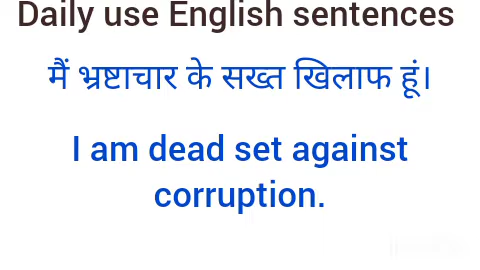 Daily use English sentences
मैं भ्रष्टाचार के सख्त खिलाफ हूं।
I am dead set against
corruption.